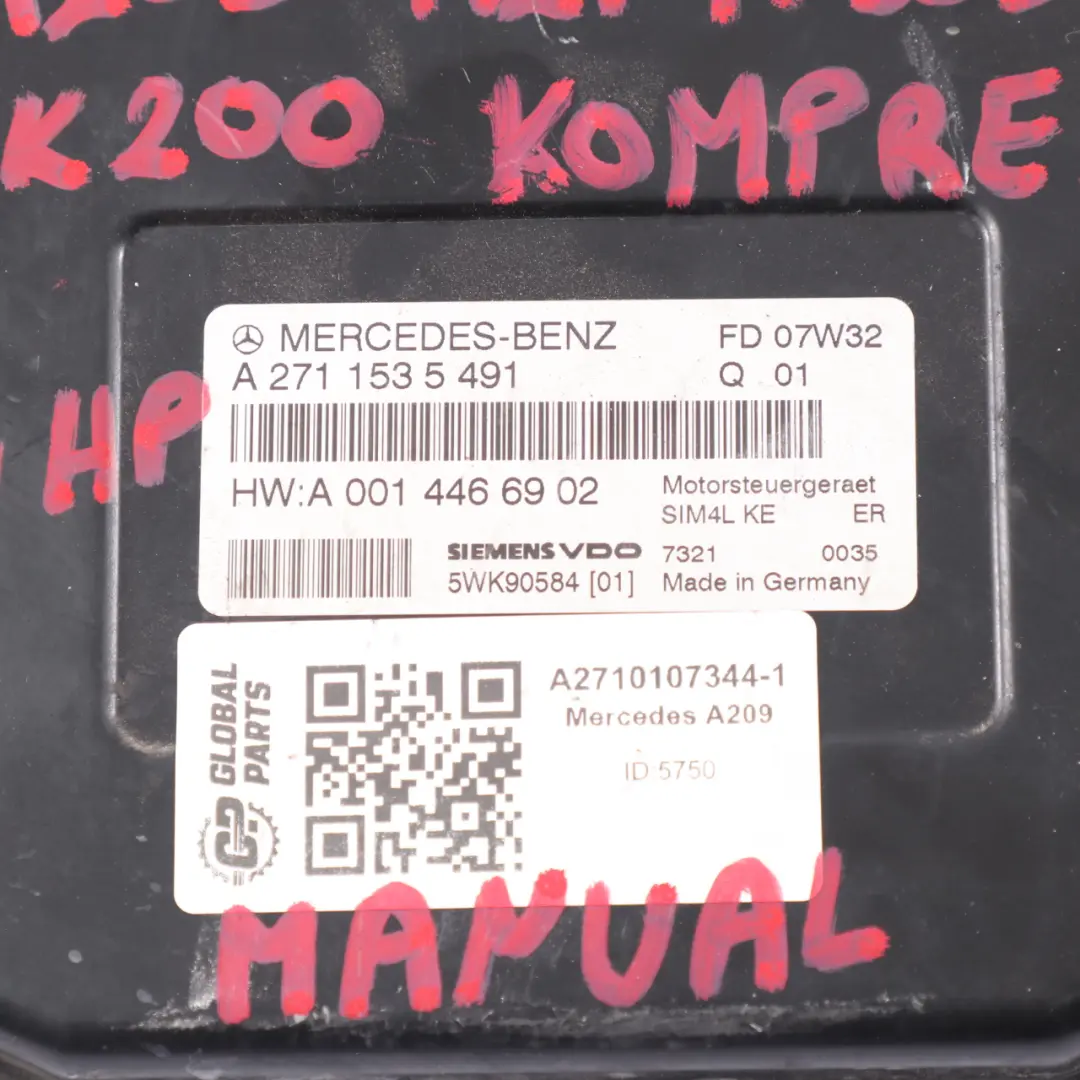 K200 KOMPRE
HP
MERCEDES-BENZ FD 07W32
A 271 153 5 491 Q 01
HW:A 001 446 69 02 Motorsteuergeraet
SIM4L KE ER
SIEMENS VDO 7321 0035
5WK90584 [01] Made in Germany
GLOBAL PARTS
A2710107344-1
Mercedes A209
ID 5750
MANUAL